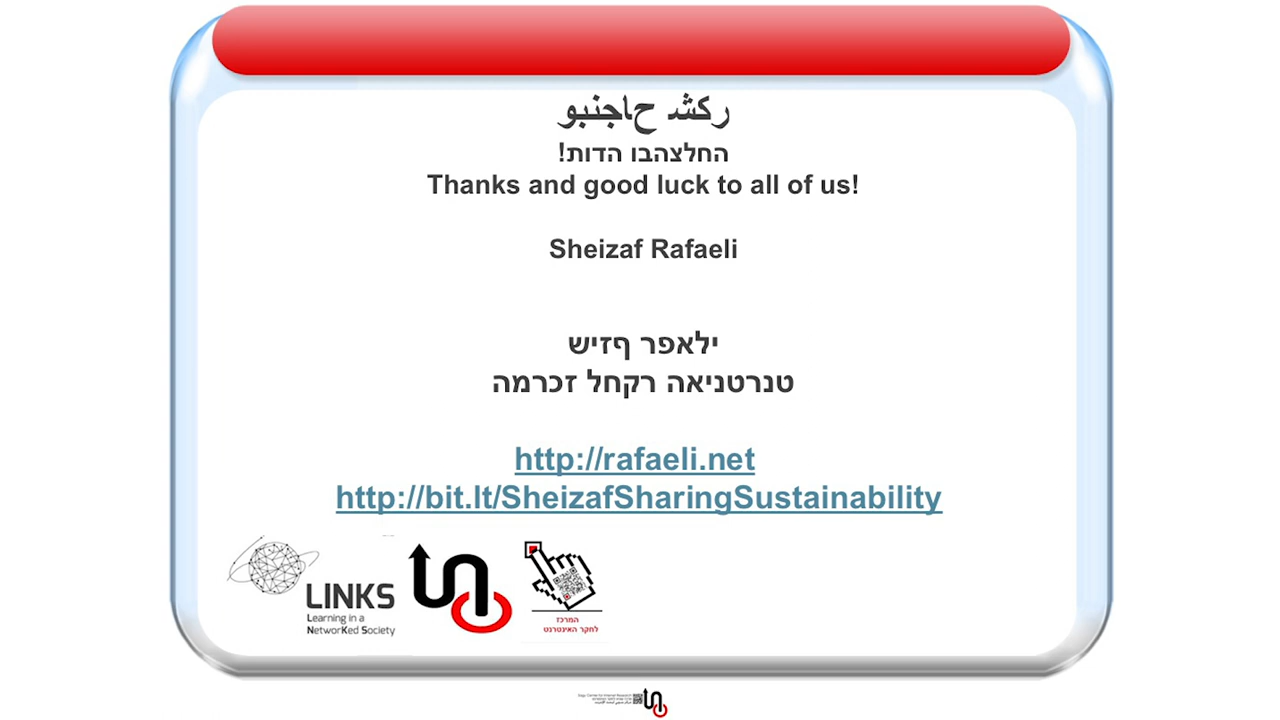 ركش حاجنبو
החלצהבו הדות!
Thanks and good luck to all of us!
Sheizaf Rafaeli
ילאפר ףזיש
טנרטניאה רקחל זכרמה
http://rafaeli.net
http://bit.lt/SheizafSharingSustainability
LINKS
Learning in a
NetworKed Society
המרכז
לחקר האינטרנט